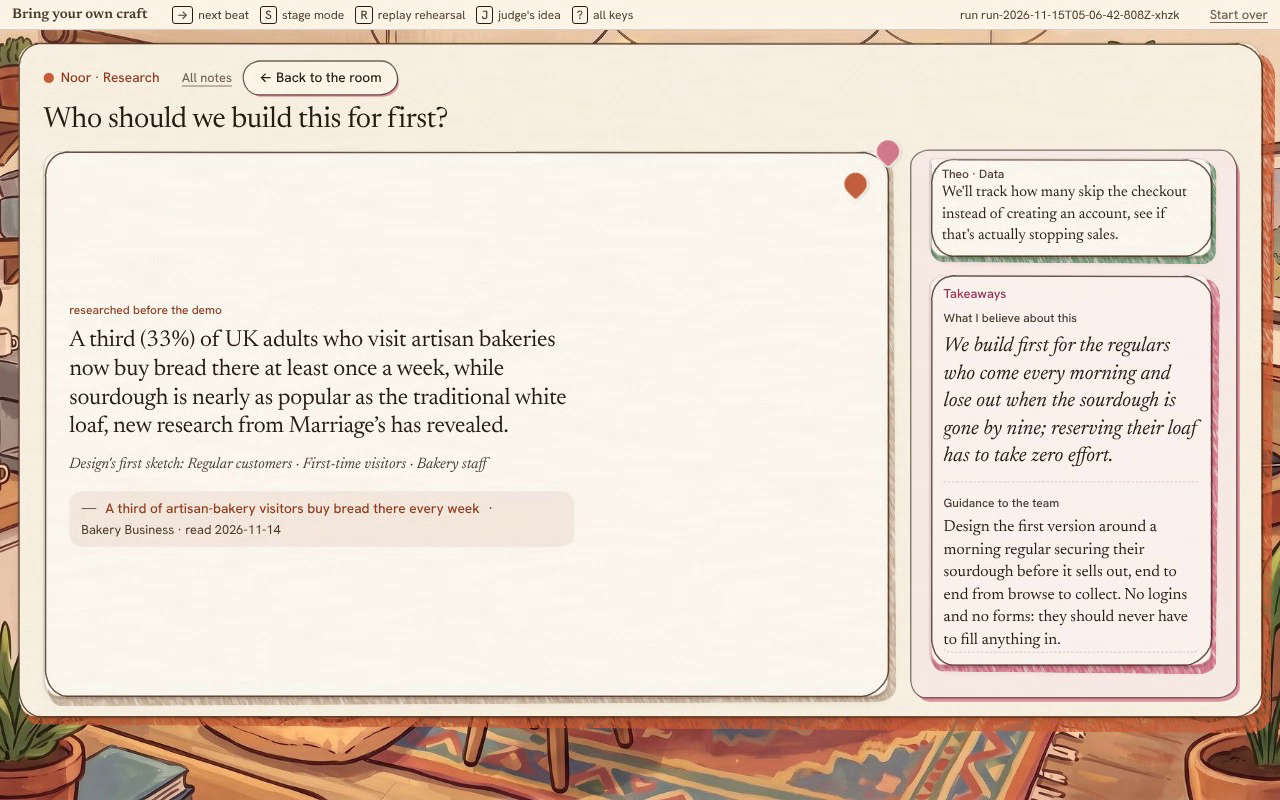 Bring your own craft → next beat S stage mode R replay rehearsal J judge's idea ? all keys run run-2026-11-15T05-06-42-808Z-xhzk Start over
Noor · Research All notes ← Back to the room
Who should we build this for first?
researched before the demo
A third (33%) of UK adults who visit artisan bakeries
now buy bread there at least once a week, while
sourdough is nearly as popular as the traditional white
loaf, new research from Marriage’s has revealed.
Design's first sketch: Regular customers · First-time visitors · Bakery staff
— A third of artisan-bakery visitors buy bread there every week ·
Bakery Business · read 2026-11-14
Theo · Data
We'll track how many skip the checkout
instead of creating an account, see if
that's actually stopping sales.
Takeaways
What I believe about this
We build first for the regulars
who come every morning and
lose out when the sourdough is
gone by nine; reserving their loaf
has to take zero effort.
Guidance to the team
Design the first version around a
morning regular securing their
sourdough before it sells out, end to
end from browse to collect. No logins
and no forms: they should never have
to fill anything in.